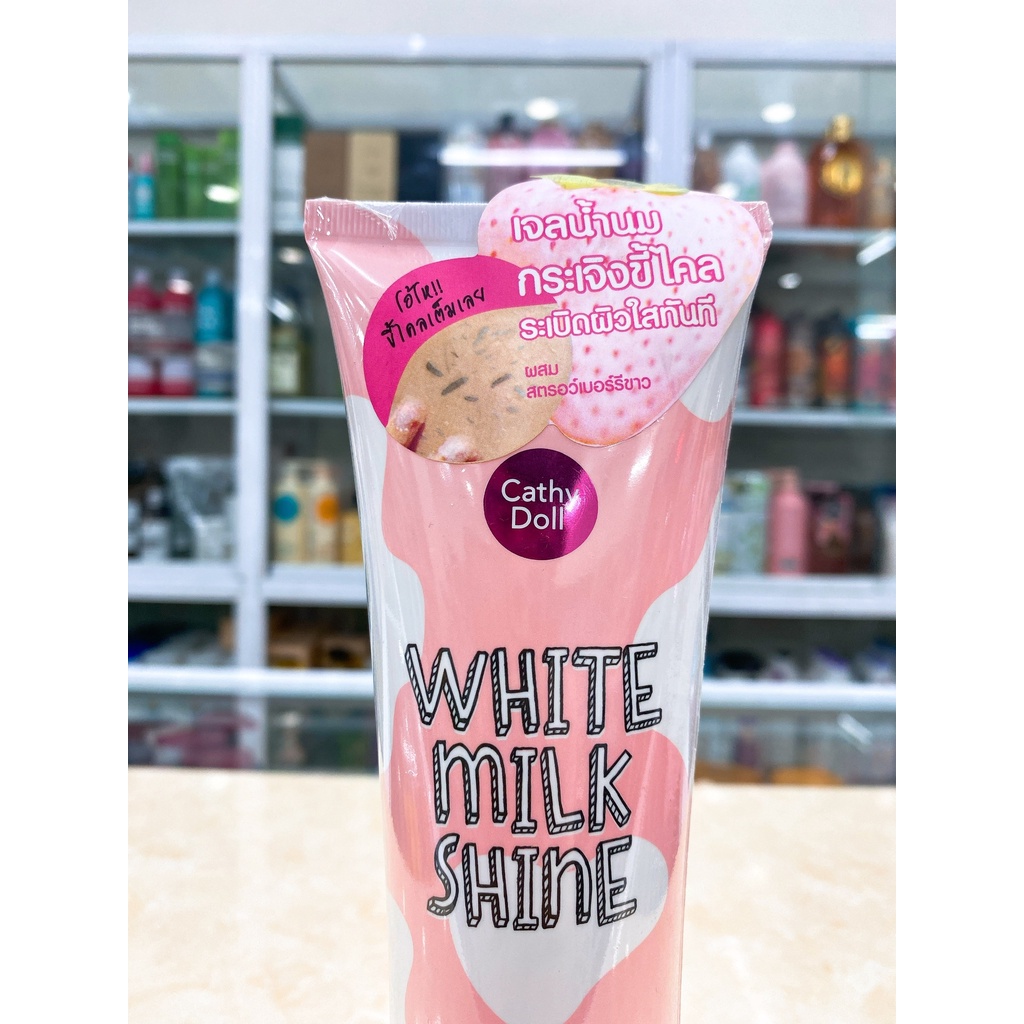 เจลน้ำนม
กระเจิงขี้ไคล
ระเบิดผิวใสทันที
ผสม
สตรอว์เบอร์รีขาว
โอ้โห!!
ขี้ไคลเต็มเลย
Cathy
Doll
WHITE
MILK
SHINE